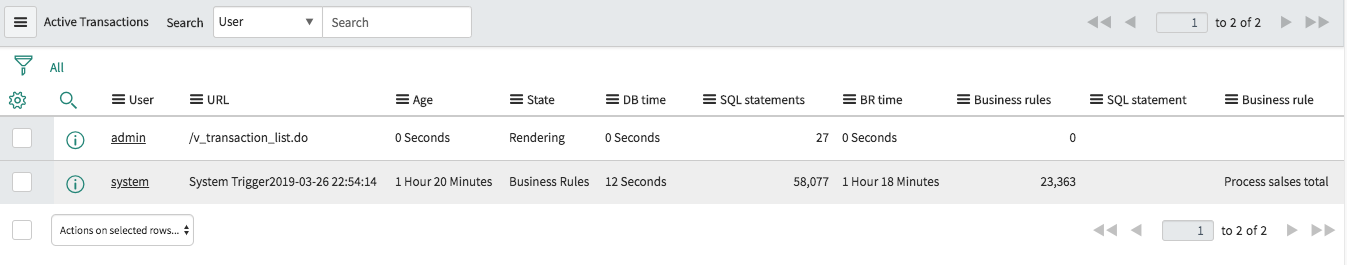 Active Transactions Search User Search 1 to 2 of 2
All
User URL Age State DB time SQL statements BR time Business rules SQL statement Business rule
admin /v_transaction_list.do 0 Seconds Rendering 0 Seconds 27 0 Seconds 0
system System Trigger2019-03-26 22:54:14 1 Hour 20 Minutes Business Rules 12 Seconds 58,077 1 Hour 18 Minutes 23,363 Process salses total
Actions on selected rows... 1 to 2 of 2